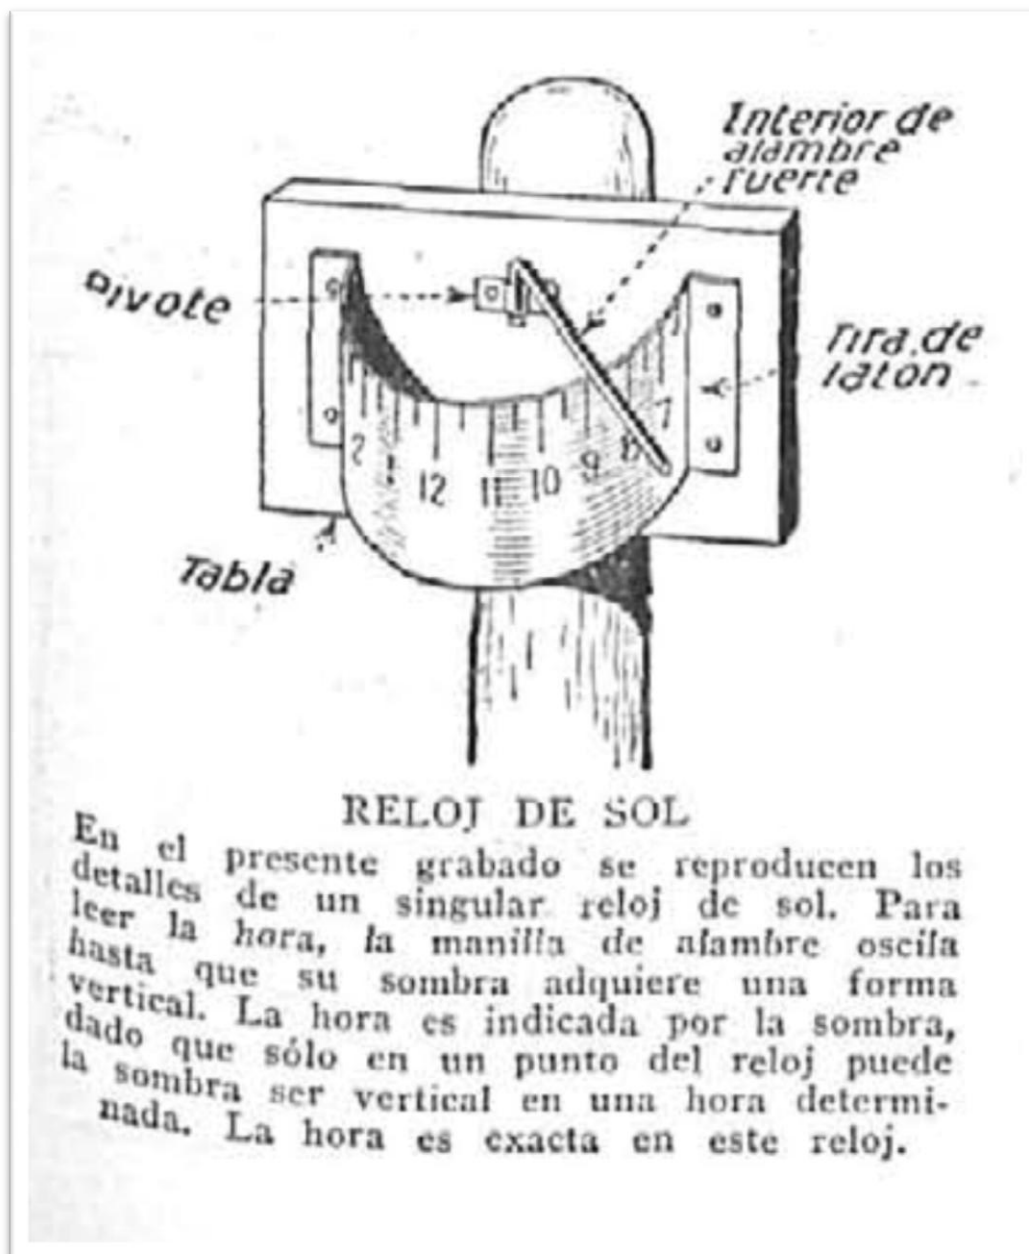 Interior de
alambre
fuerte
Pivote
Tira de
laton
2
12
11
10
9
8
7
Tabla
RELOJ DE SOL
En el presente grabado se reproducen los
detalles de un singular reloj de sol. Para
leer la hora, la manilla de alambre oscila
hasta que su sombra adquiere una forma
vertical. La hora es indicada por la sombra,
dado que sólo en un punto del reloj puede
la sombra ser vertical en una hora determi-
nada. La hora es exacta en este reloj.